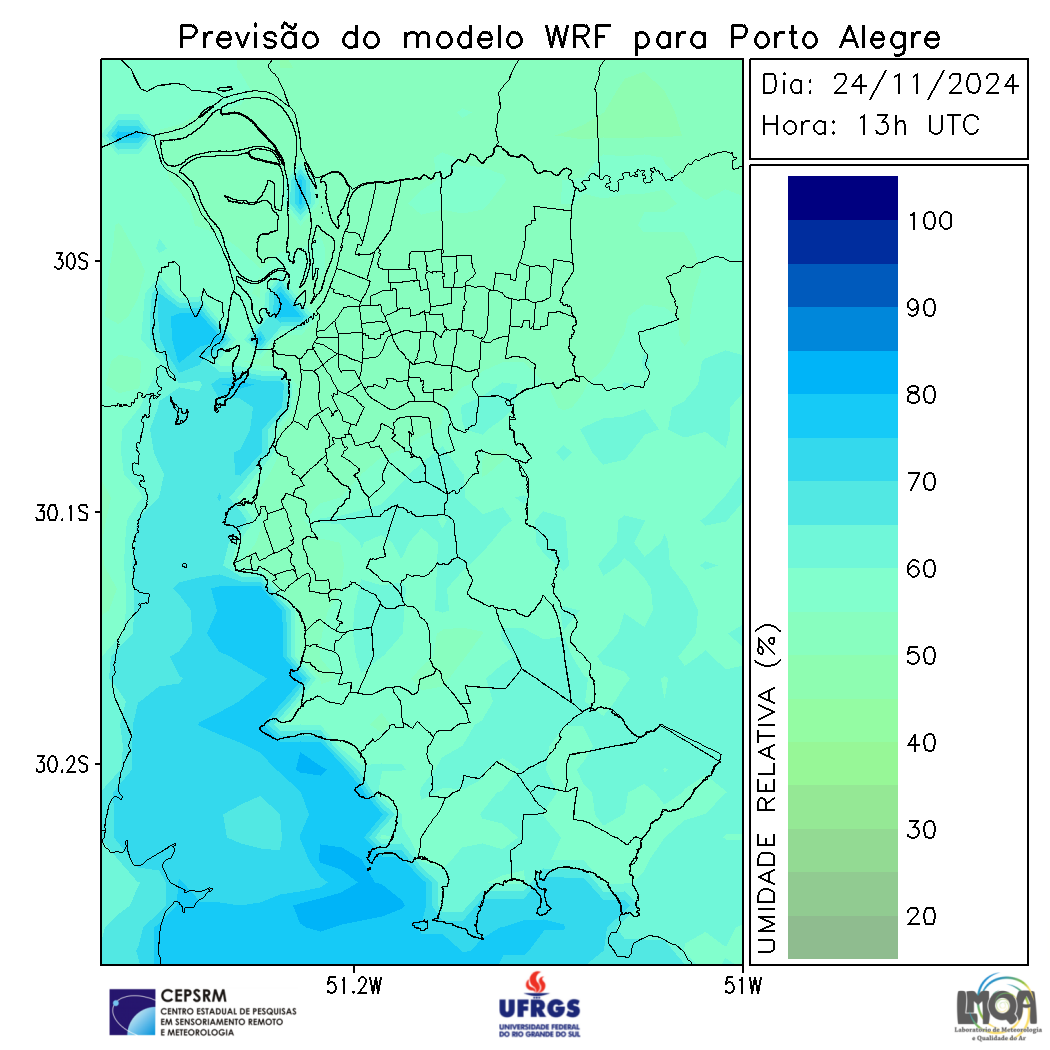 Previsão do modelo WRF para Porto Alegre
Dia: 24/11/2024
Hora: 13h UTC
30S
30.1S
30.2S
51.2W
51W
100
90
80
70
60
50
40
30
20
UMIDADE RELATIVA (%)
CEPSRM
CENTRO ESTADUAL DE PESQUISAS
EM SENSORIAMENTO REMOTO
E METEOROLOGIA
UFRGS
UNIVERSIDADE FEDERAL
DO RIO GRANDE DO SUL
LMQA
Laboratório de Meteorologia
e Qualidade do Ar